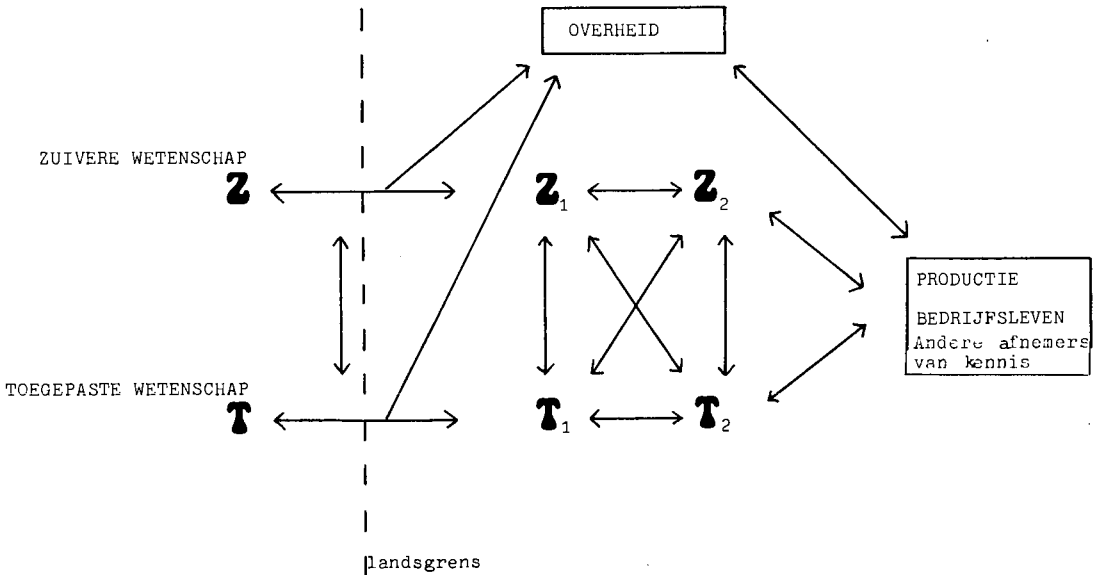 OVERHEID
ZUIVERE WETENSCHAP
Z
Z1
Z2
PRODUCTIE
BEDRIJFSLEVEN
Andere afnemers
van kennis
TOEGEPASTE WETENSCHAP
T
T1
T2
landsgrens